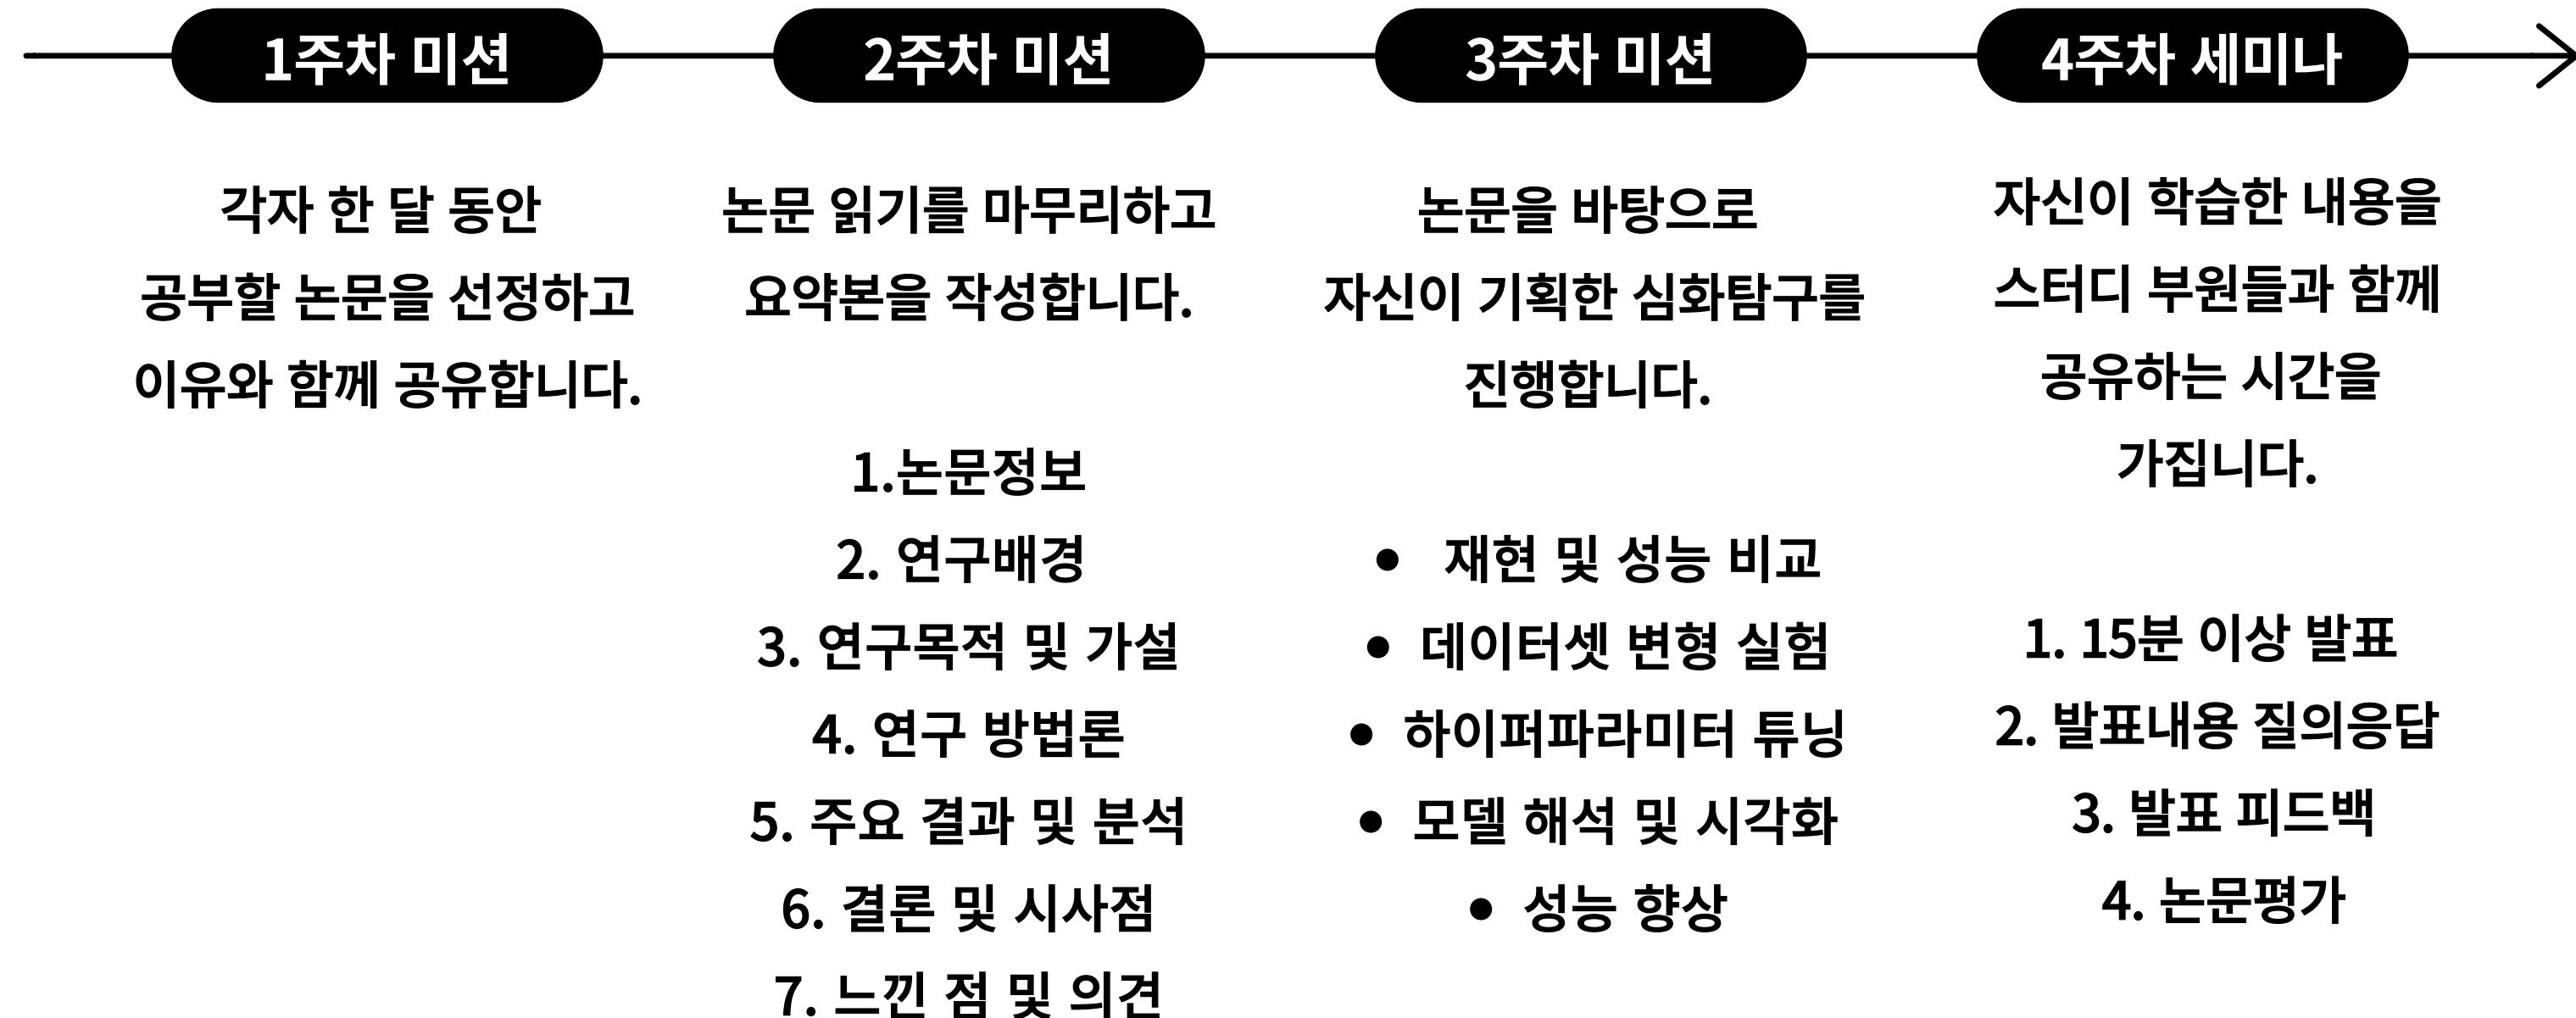 1주차 미션
각자 한 달 동안
공부할 논문을 선정하고
이유와 함께 공유합니다.
2주차 미션
논문 읽기를 마무리하고
요약본을 작성합니다.
1.논문정보
2. 연구배경
3. 연구목적 및 가설
4. 연구 방법론
5. 주요 결과 및 분석
6. 결론 및 시사점
7. 느낀 점 및 의견
3주차 미션
논문을 바탕으로
자신이 기획한 심화탐구를
진행합니다.
• 재현 및 성능 비교
• 데이터셋 변형 실험
• 하이퍼파라미터 튜닝
• 모델 해석 및 시각화
• 성능 향상
4주차 세미나
자신이 학습한 내용을
스터디 부원들과 함께
공유하는 시간을
가집니다.
1. 15분 이상 발표
2. 발표내용 질의응답
3. 발표 피드백
4. 논문평가